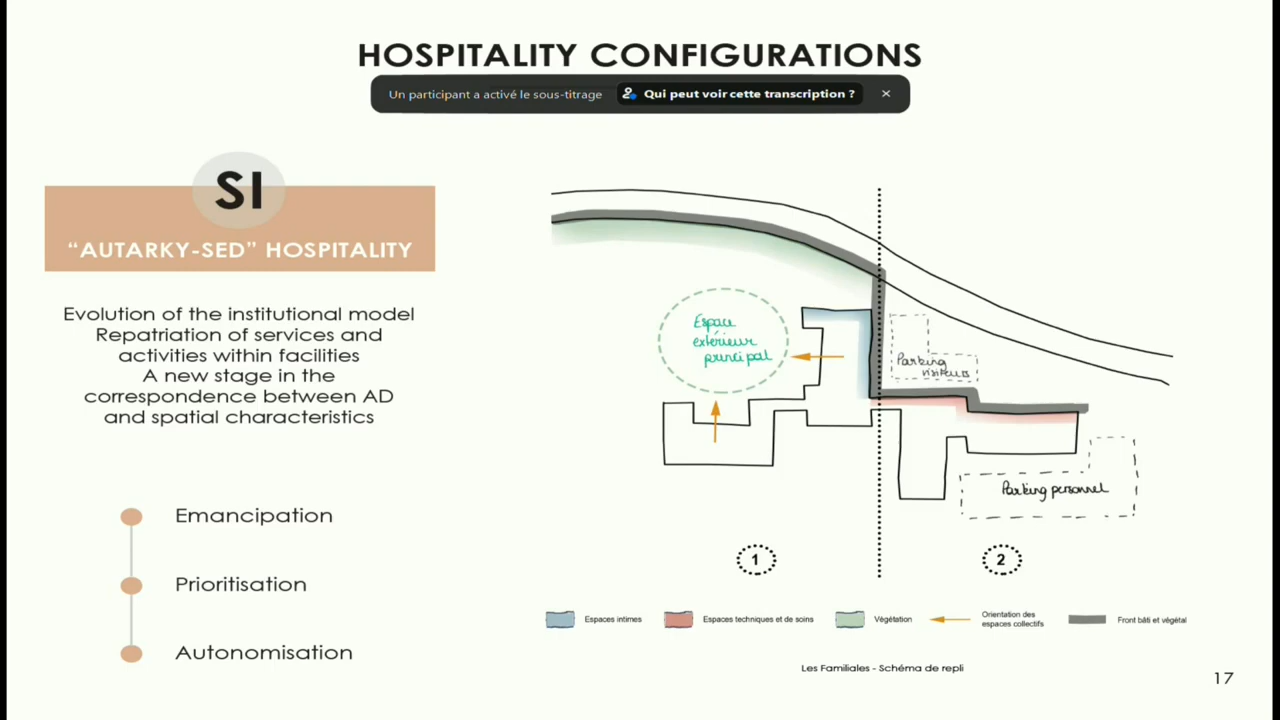 HOSPITALITY CONFIGURATIONS
Un participant a activé le sous-titrage Qui peut voir cette transcription ? ×
SI
“AUTARKY-SED” HOSPITALITY
Evolution of the institutional model
Repatriation of services and
activities within facilities
A new stage in the
correspondence between AD
and spatial characteristics
Emancipation
Prioritisation
Autonomisation
Espace
extérieur
principal
Parking
visiteurs
Parking personnel
1
2
Espaces intimes
Espaces techniques et de soins
Végétation
Orientation des
espaces collectifs
Front bâti et végétal
Les Familiales - Schéma de repli
17